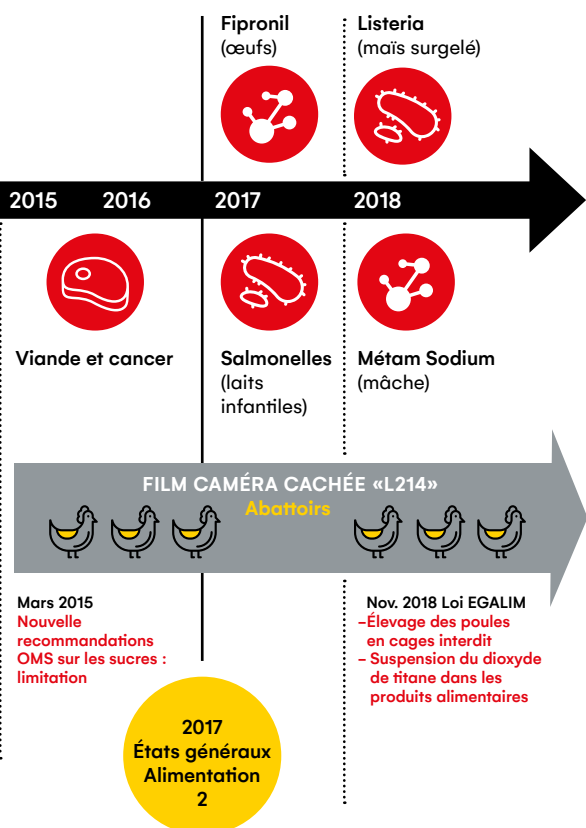 Fipronil
(œufs)
Listeria
(maïs surgelé)
2015
2016
2017
2018
Viande et cancer
Salmonelles
(laits
infantiles)
Métam Sodium
(mâche)
FILM CAMÉRA CACHÉE «L214»
Abattoirs
Mars 2015
Nouvelle
recommandations
OMS sur les sucres :
limitation
Nov. 2018 Loi EGALIM
-Élevage des poules
en cages interdit
- Suspension du dioxyde
de titane dans les
produits alimentaires
2017
États généraux
Alimentation
2